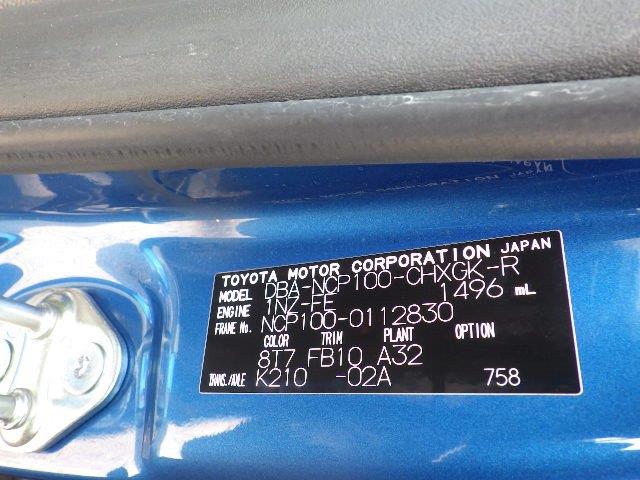 TOYOTA MOTOR CORPORATION JAPAN
MODEL DBA-NCP100-CHXGK-R
ENGINE 1NZ-FE 1496 mL
FRAME No. NCP100-0112830
COLOR TRIM PLANT OPTION
8T7 FB10 A32
TRANS./AXLE K210 -02A 758